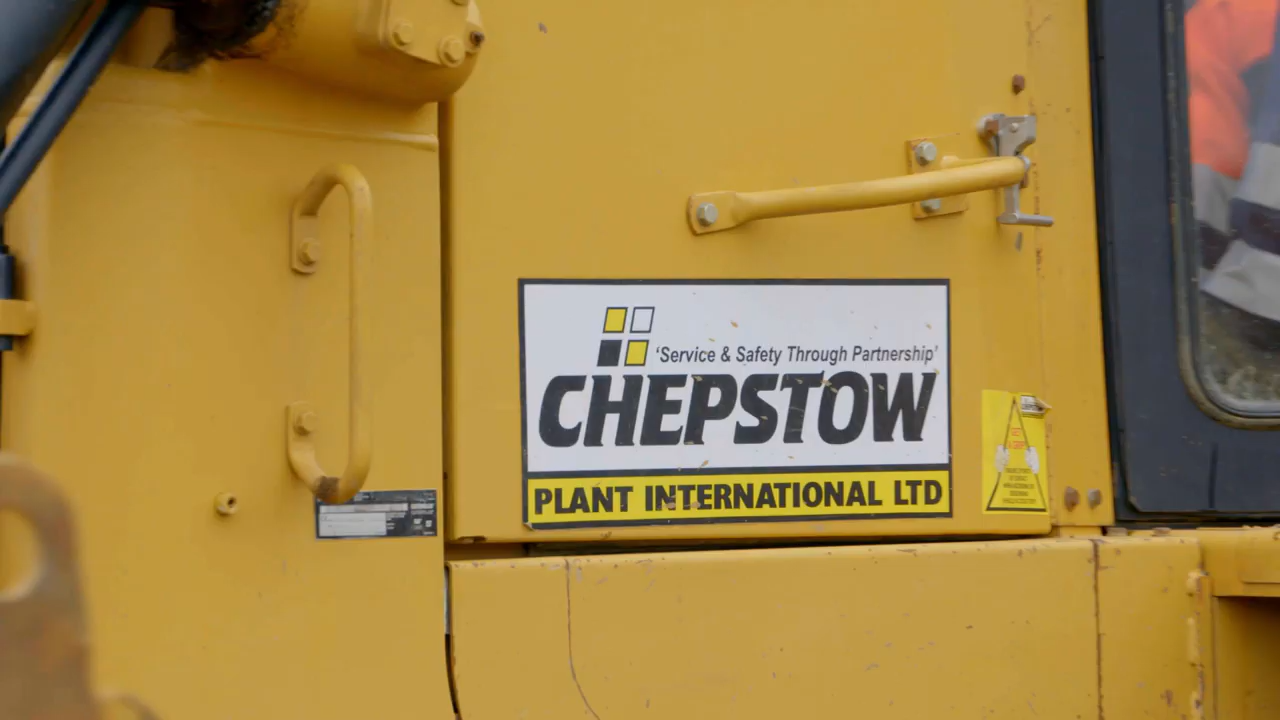 'Service & Safety Through Partnership'
CHEPSTOW
PLANT INTERNATIONAL LTD